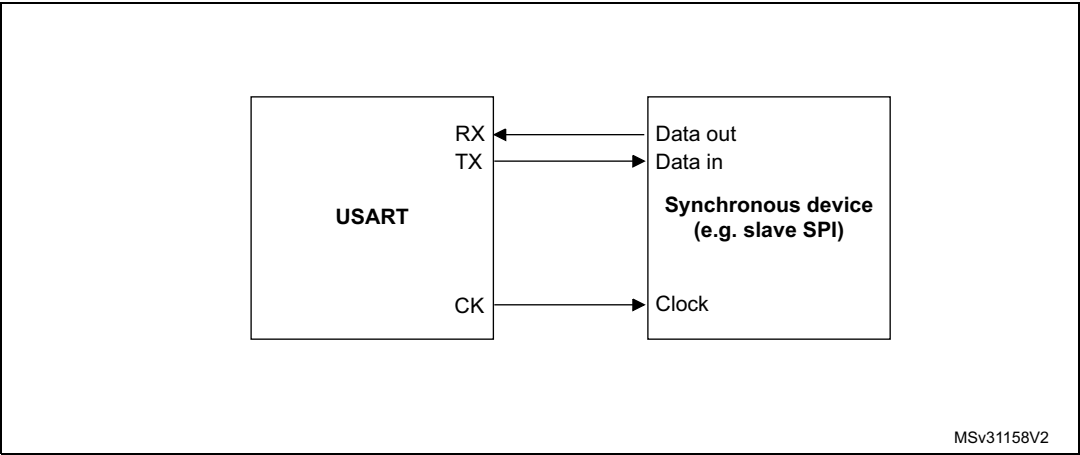 RX
Data out
TX
Data in
USART
Synchronous device
(e.g. slave SPI)
CK
Clock
MSv31158V2